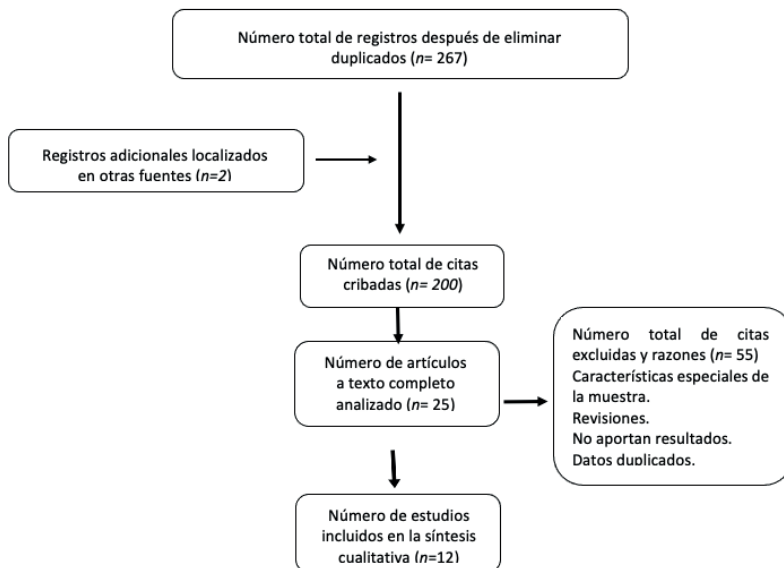 Número total de registros después de eliminar
duplicados (n= 267)
Registros adicionales localizados
en otras fuentes (n=2)
Número total de citas
cribadas (n= 200)
Número de artículos
a texto completo
analizado (n= 25)
Número total de citas
excluidas y razones (n= 55)
Características especiales de
la muestra.
Revisiones.
No aportan resultados.
Datos duplicados.
Número de estudios
incluidos en la síntesis
cualitativa (n=12)